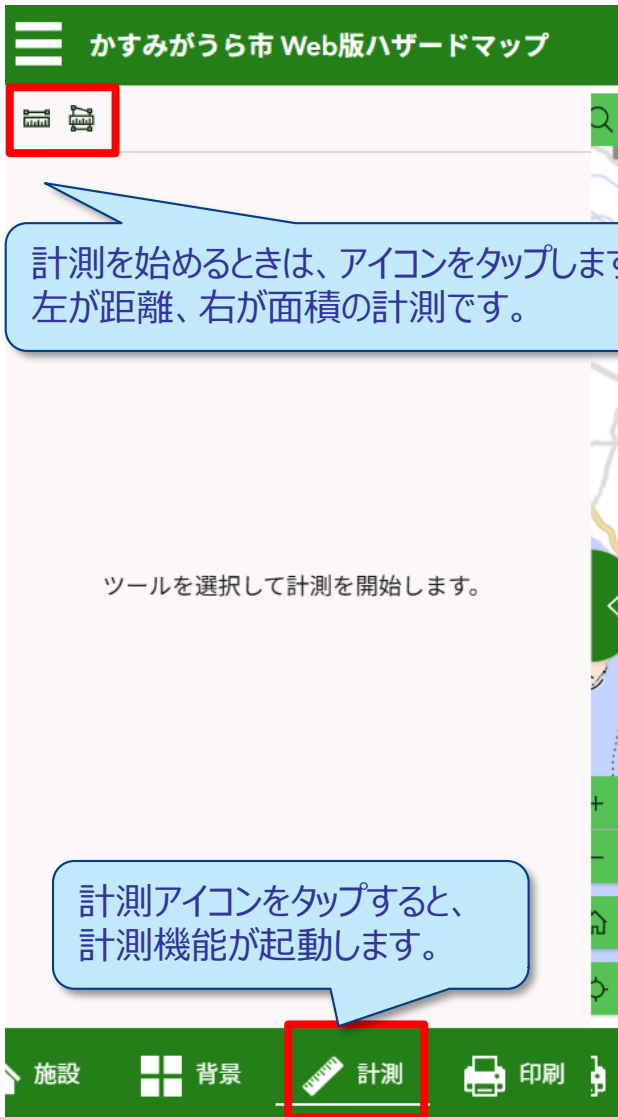 かすみがうら市 Web版ハザードマップ
計測を始めるときは、アイコンをタップします
左が距離、右が面積の計測です。
ツールを選択して計測を開始します。
計測アイコンをタップすると、
計測機能が起動します。
施設 背景 計測 印刷